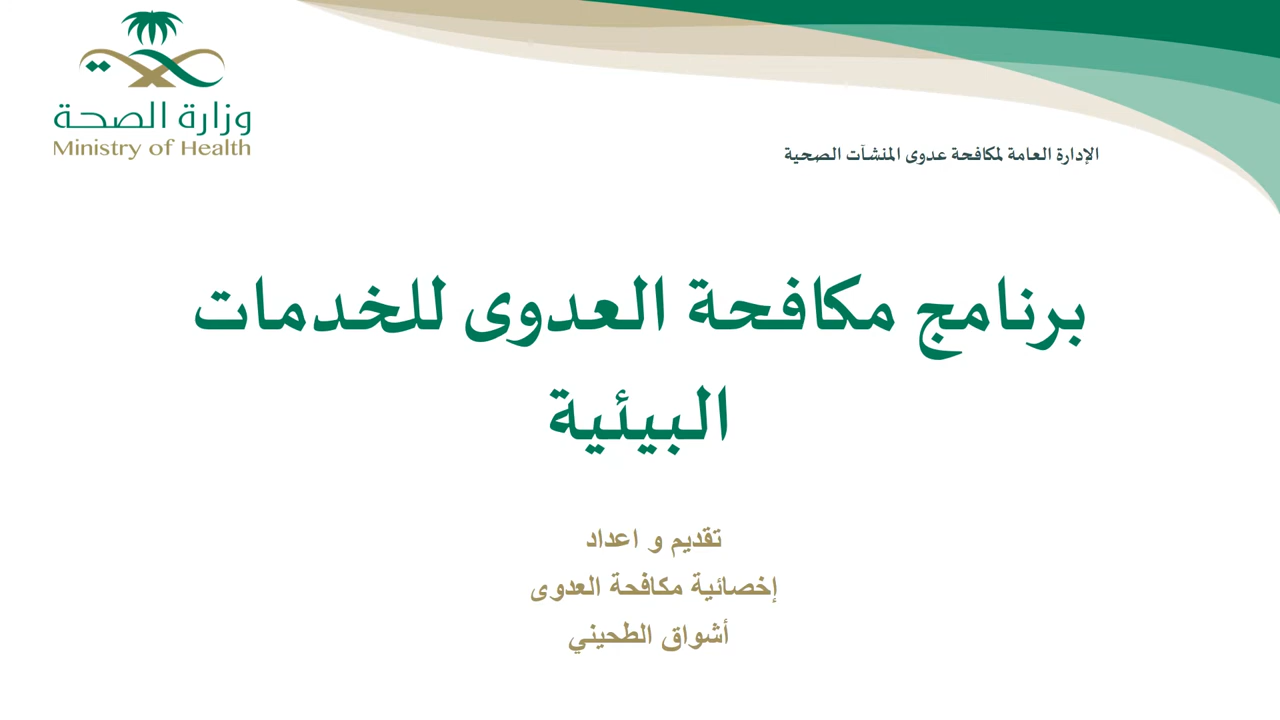 وزارة الصحة
Ministry of Health
الإدارة العامة لمكافحة عدوى المنشآت الصحية
برنامج مكافحة العدوى للخدمات
البيئية
تقديم و اعداد
إخصائية مكافحة العدوى
أشواق الطحيني